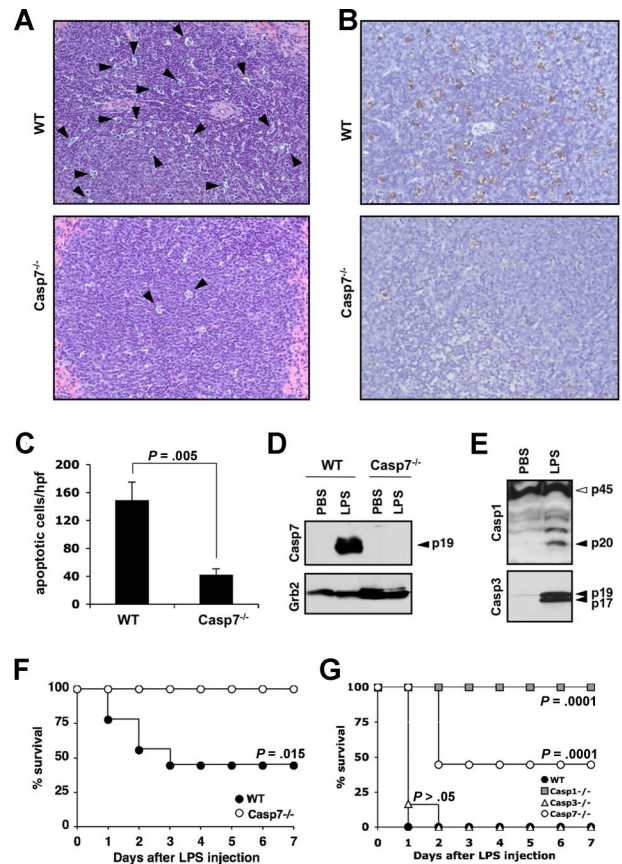 A
B
WT
WT
Casp7-/-
Casp7-/-
C
P = .005
apoptotic cells/hpf
200
160
120
80
40
0
WT
Casp7-/-
D
WT
Casp7-/-
PBS
LPS
PBS
LPS
Casp7
p19
Grb2
E
PBS
LPS
Casp1
p45
p20
Casp3
p19
p17
F
% survival
100
75
50
25
0
P = .015
WT
Casp7-/-
0 1 2 3 4 5 6 7
Days after LPS injection
G
% survival
100
75
50
25
0
P = .0001
P = .0001
P > .05
WT
Casp1-/-
Casp3-/-
Casp7-/-
0 1 2 3 4 5 6 7
Days after LPS injection